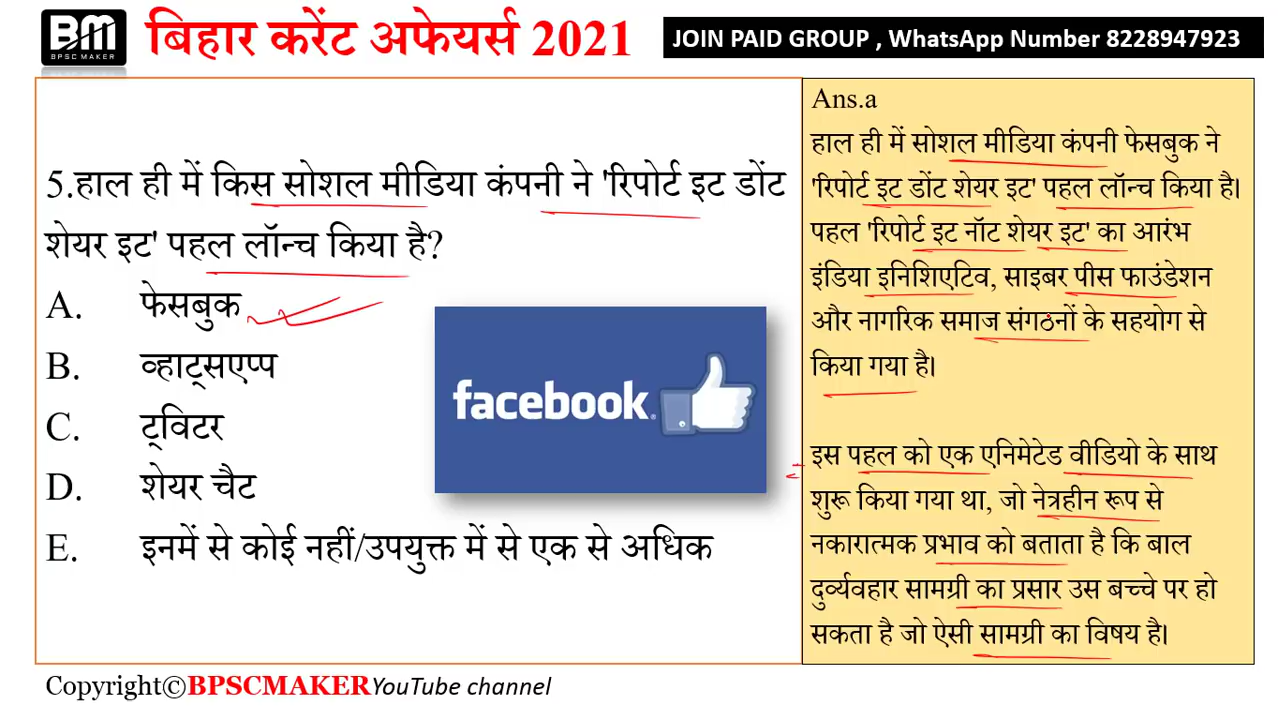 BM
BPSC MAKER
बिहार करेंट अफेयर्स 2021
JOIN PAID GROUP , WhatsApp Number 8228947923
5.हाल ही में किस सोशल मीडिया कंपनी ने 'रिपोर्ट इट डोंट
शेयर इट' पहल लॉन्च किया है?
A. फेसबुक
B. व्हाट्सएप्प
C. ट्विटर
D. शेयर चैट
E. इनमें से कोई नहीं/उपयुक्त में से एक से अधिक
facebook
Ans.a
हाल ही में सोशल मीडिया कंपनी फेसबुक ने
'रिपोर्ट इट डोंट शेयर इट' पहल लॉन्च किया है।
पहल 'रिपोर्ट इट नॉट शेयर इट' का आरंभ
इंडिया इनिशिएटिव, साइबर पीस फाउंडेशन
और नागरिक समाज संगठनों के सहयोग से
किया गया है।
इस पहल को एक एनिमेटेड वीडियो के साथ
शुरू किया गया था, जो नेत्रहीन रूप से
नकारात्मक प्रभाव को बताता है कि बाल
दुर्व्यवहार सामग्री का प्रसार उस बच्चे पर हो
सकता है जो ऐसी सामग्री का विषय है।
Copyright©BPSCMAKERYouTube channel